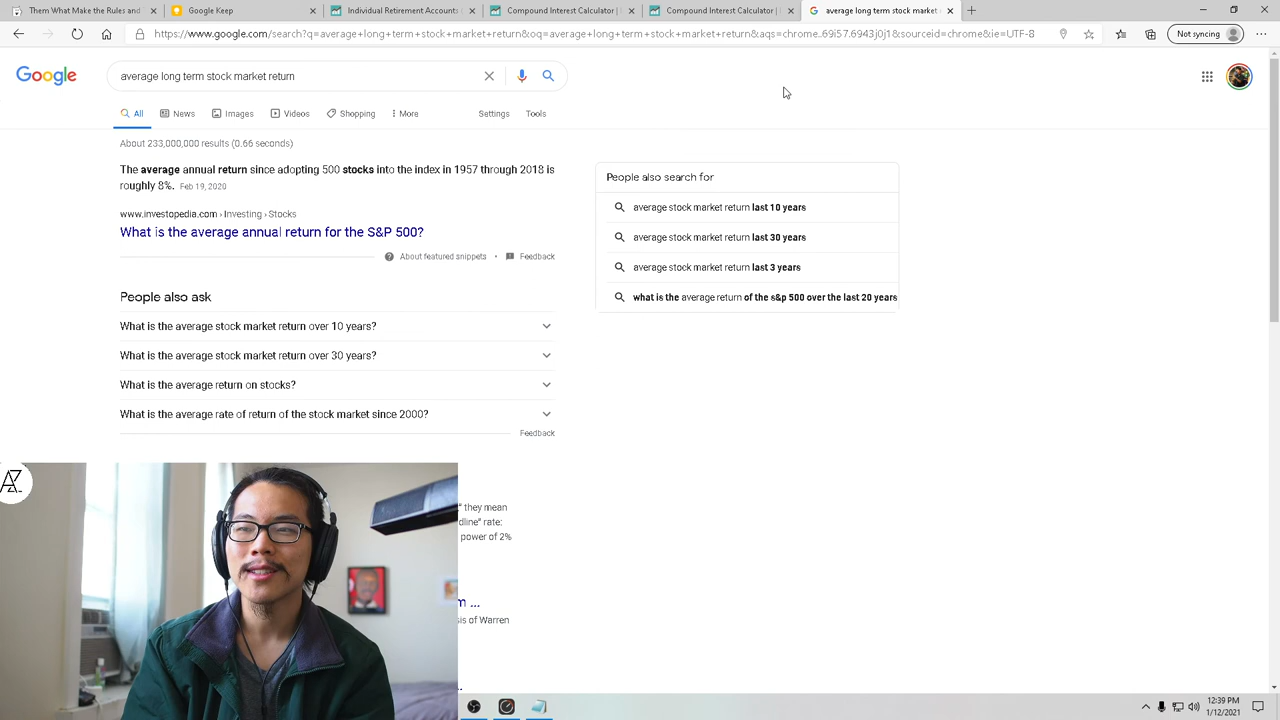 Them What Make the Rules and
Google Keep
Individual Retirement Accounts
Compound Interest Calculator |
Compound Interest Calculator |
average long term stock market
https://www.google.com/search?q=average+long+term+stock+market+return&oq=average+long+term+stock+market+return&aqs=chrome..69i57.6943j0j1&sourceid=chrome&ie=UTF-8
Not syncing
Google
average long term stock market return
All
News
Images
Videos
Shopping
More
Settings
Tools
About 233,000,000 results (0.66 seconds)
The average annual return since adopting 500 stocks into the index in 1957 through 2018 is
roughly 8%. Feb 19, 2020
www.investopedia.com › Investing › Stocks
What is the average annual return for the S&P 500?
About featured snippets • Feedback
People also ask
What is the average stock market return over 10 years?
What is the average stock market return over 30 years?
What is the average return on stocks?
What is the average rate of return of the stock market since 2000?
Feedback
People also search for
average stock market return last 10 years
average stock market return last 30 years
average stock market return last 3 years
what is the average return of the s&p 500 over the last 20 years
AZ
" they mean
dline" rate:
power of 2%
m ...
sis of Warren
12:39 PM
1/12/2021